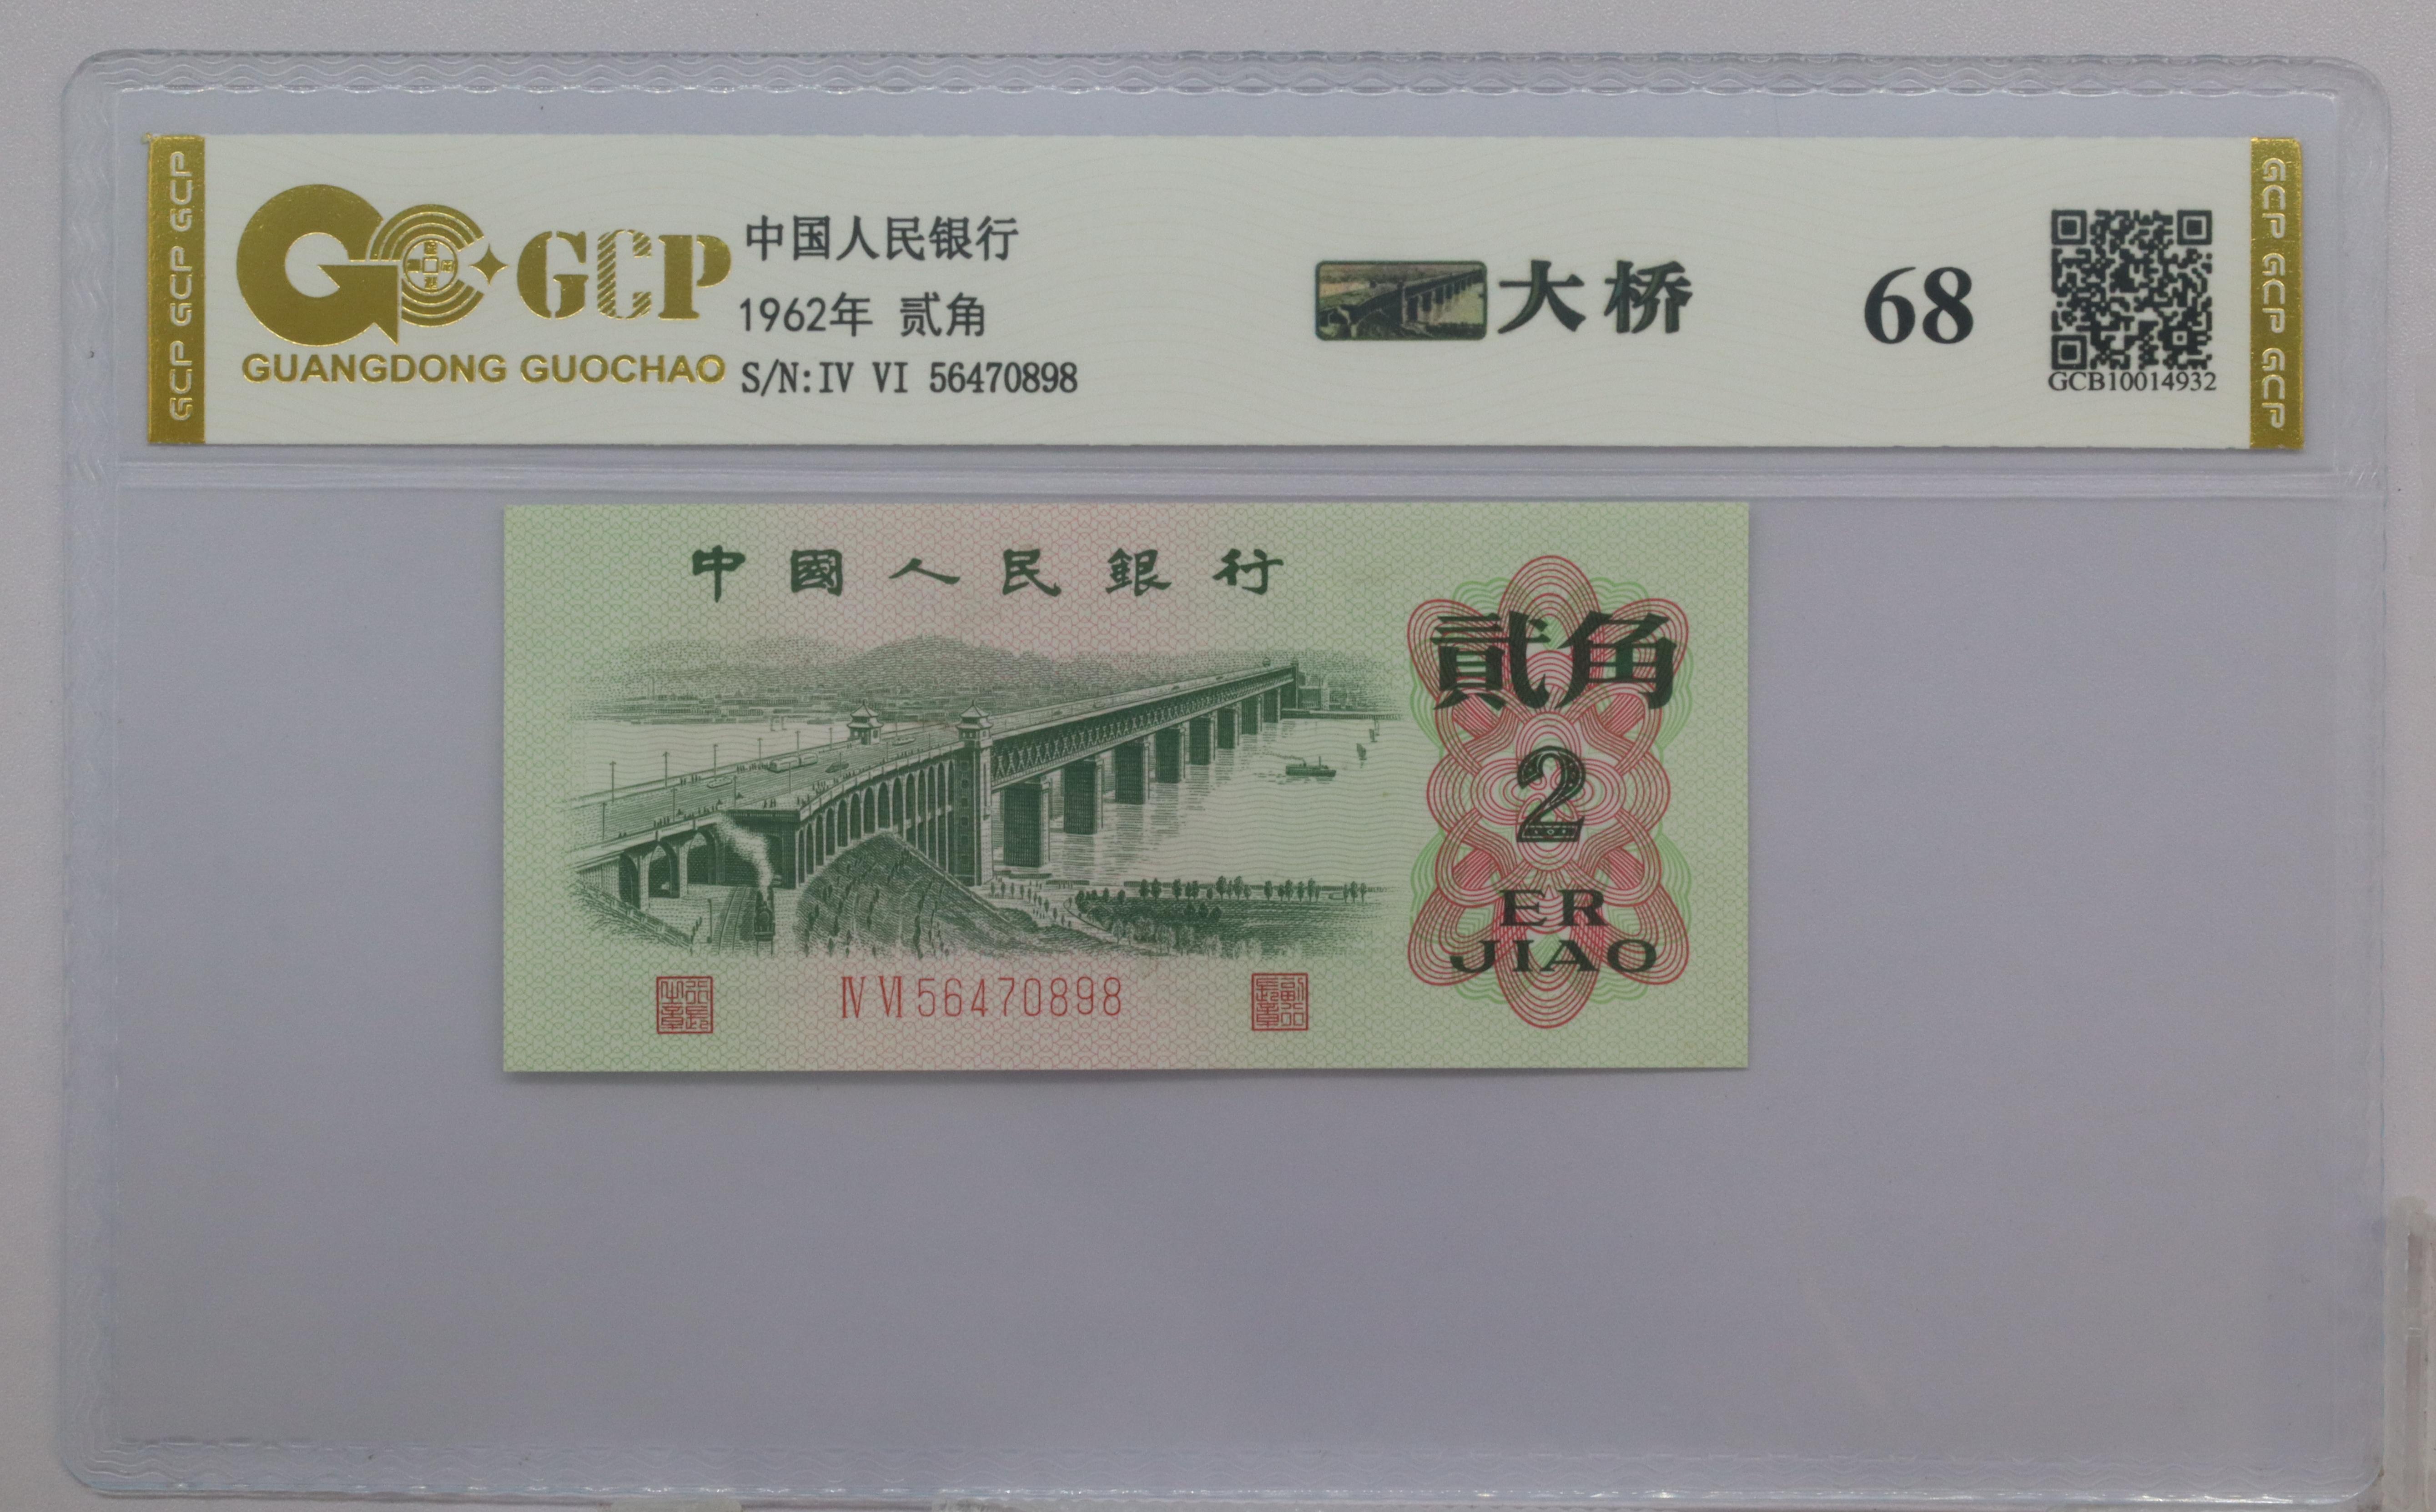 GCP GCP GCP
GCP
GUANGDONG GUOCHAO
中国人民银行
1962年 贰角
S/N:IV VI 56470898
大桥
68
GCB10014932
GCP GCP GCP
中國人民銀行
貳角
2
ER
JIAO
IV VI 56470898